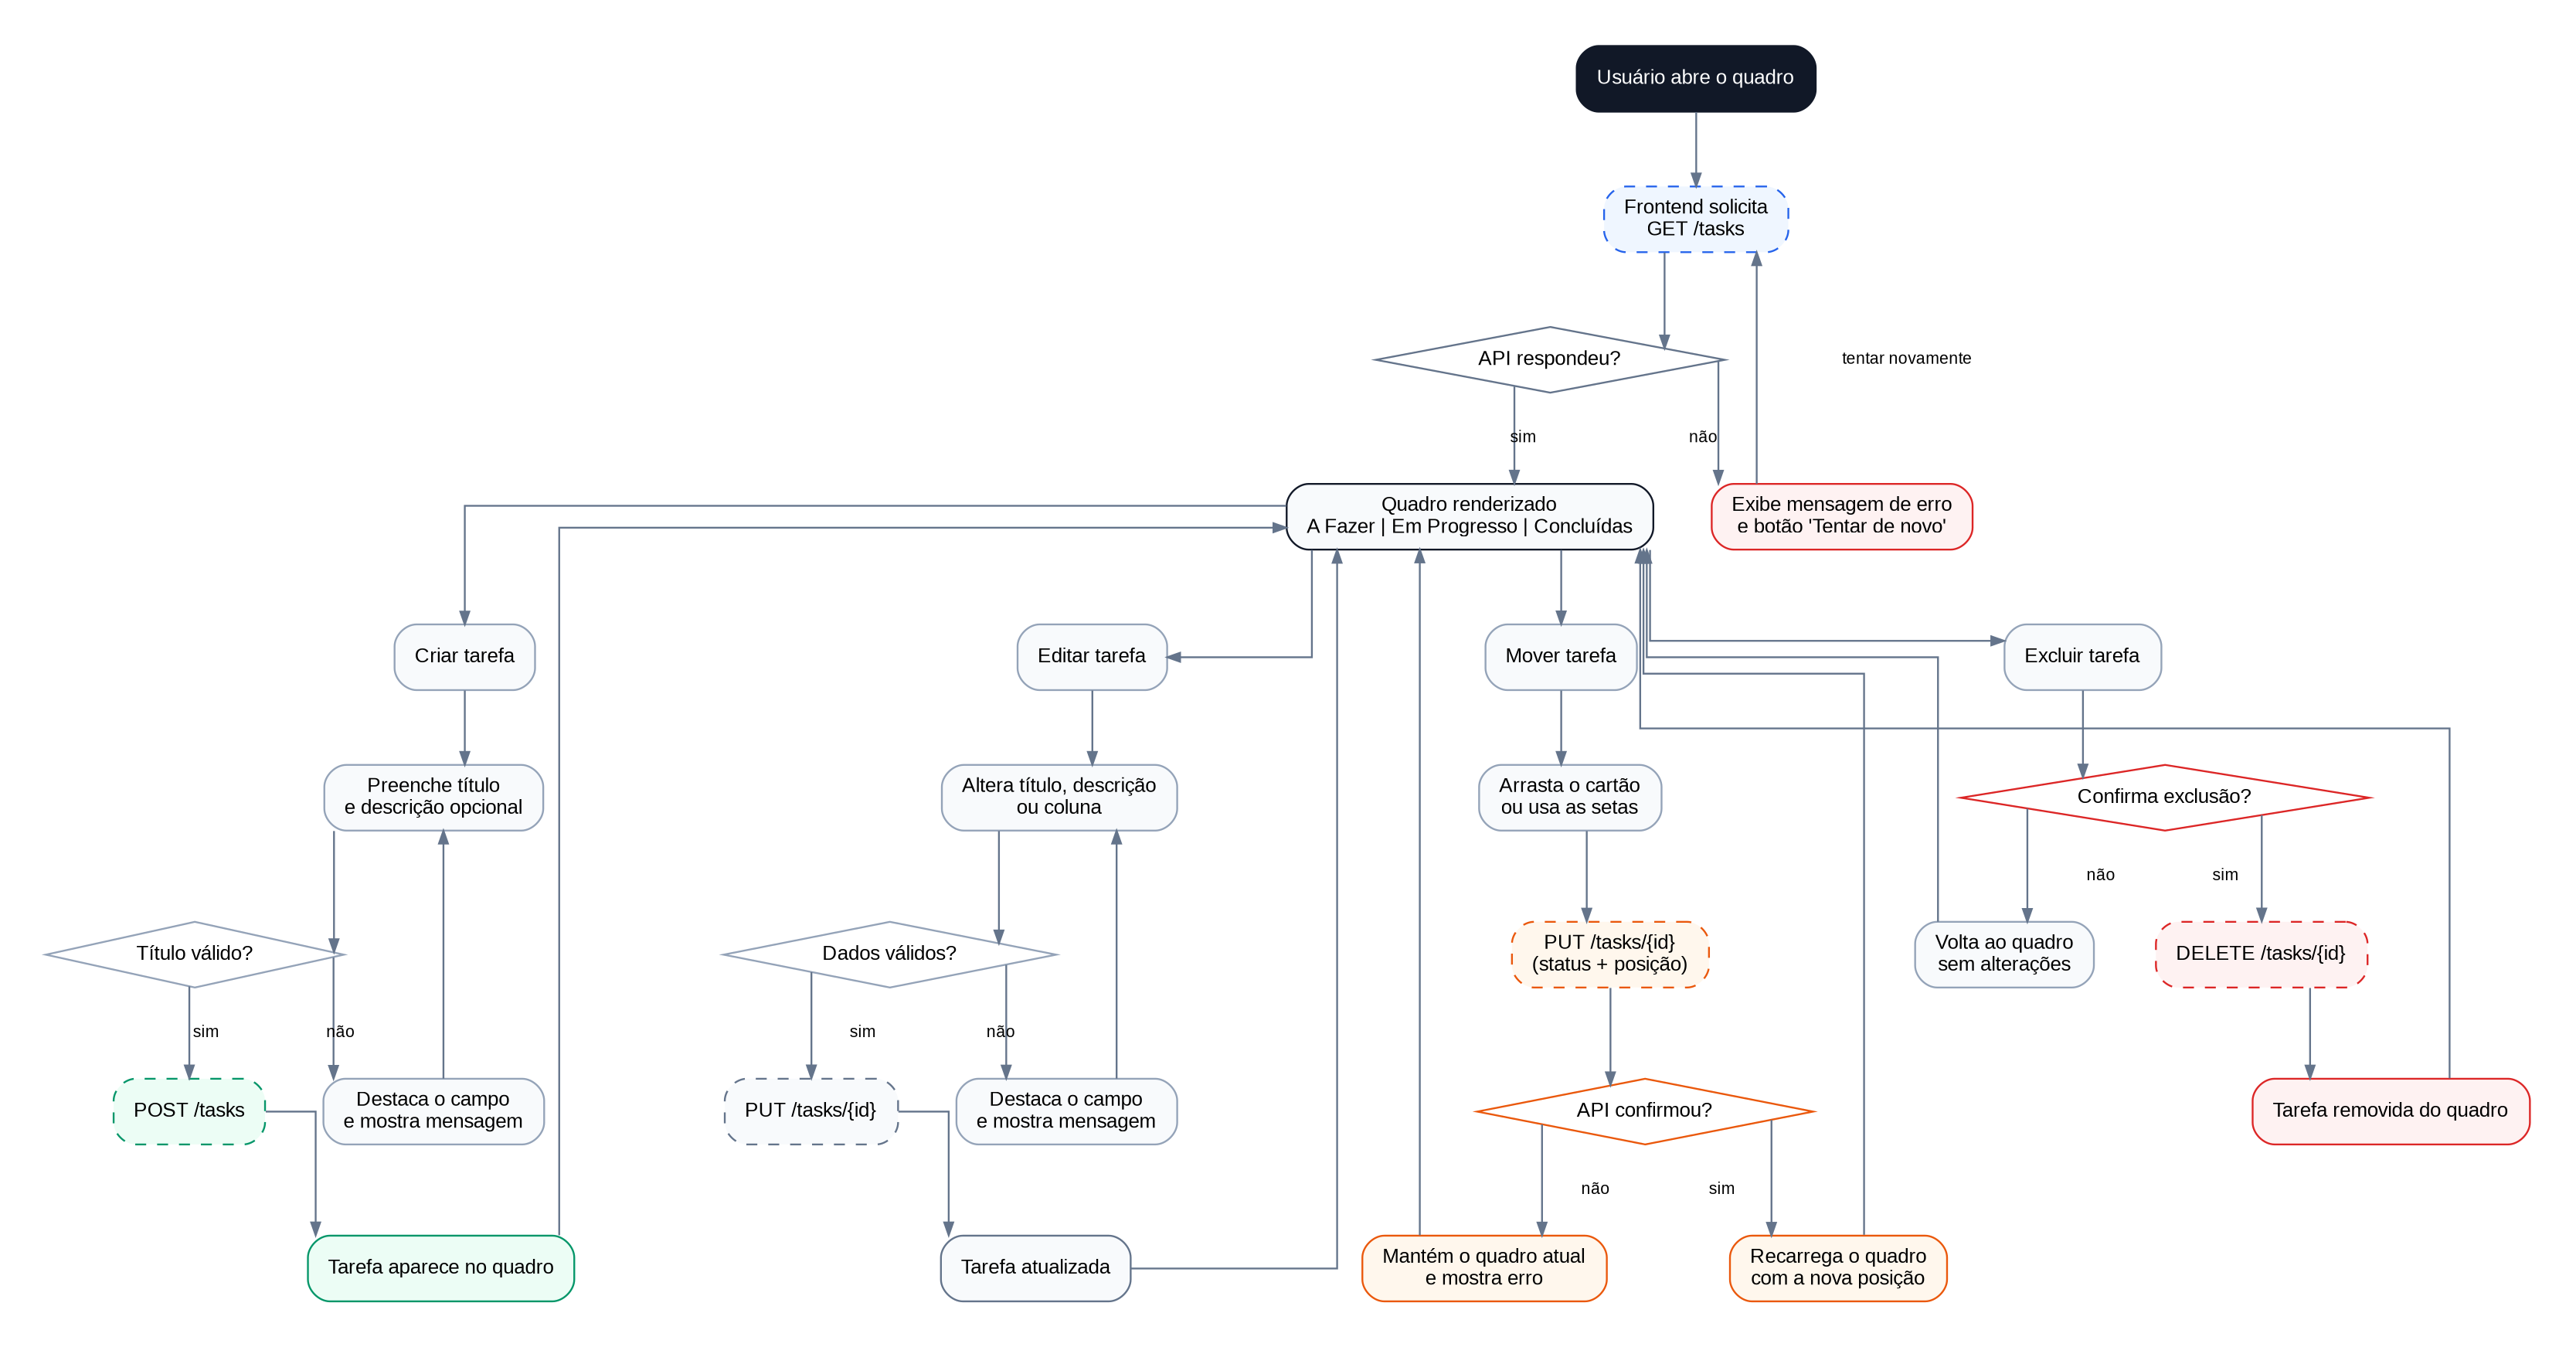 Usuário abre o quadro
Frontend solicita
GET /tasks
API respondeu?
tentar novamente
sim
não
Quadro renderizado
A Fazer | Em Progresso | Concluídas
Exibe mensagem de erro
e botão 'Tentar de novo'
Criar tarefa
Editar tarefa
Mover tarefa
Excluir tarefa
Preenche título
e descrição opcional
Altera título, descrição
ou coluna
Arrasta o cartão
ou usa as setas
Confirma exclusão?
não
sim
Título válido?
Dados válidos?
PUT /tasks/{id}
(status + posição)
Volta ao quadro
sem alterações
DELETE /tasks/{id}
sim
não
sim
não
POST /tasks
Destaca o campo
e mostra mensagem
PUT /tasks/{id}
Destaca o campo
e mostra mensagem
API confirmou?
Tarefa removida do quadro
não
sim
Tarefa aparece no quadro
Tarefa atualizada
Mantém o quadro atual
e mostra erro
Recarrega o quadro
com a nova posição